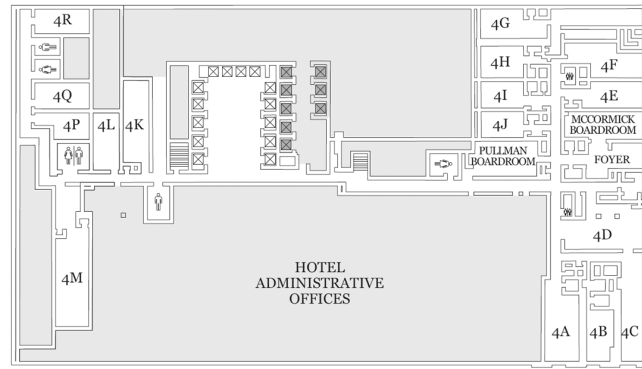 4R
4G
4H
4F
4Q
4I
4E
4P
4L
4K
4J
MCCORMICK
BOARDROOM
PULLMAN
BOARDROOM
FOYER
4D
4M
HOTEL
ADMINISTRATIVE
OFFICES
4A
4B
4C